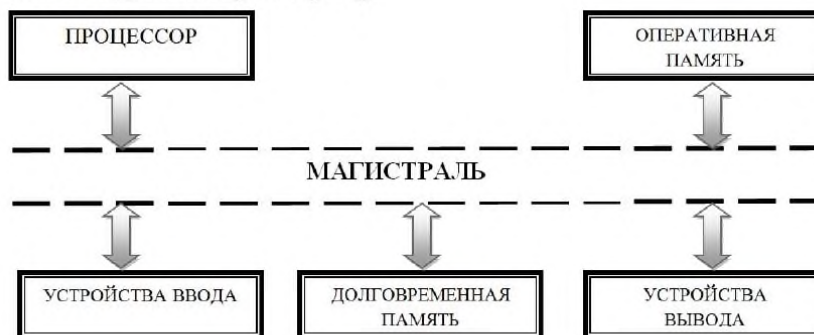 ПРОЦЕССОР
ОПЕРАТИВНАЯ
ПАМЯТЬ
МАГИСТРАЛЬ
УСТРОЙСТВА ВВОДА
ДОЛГОВРЕМЕННАЯ
ПАМЯТЬ
УСТРОЙСТВА
ВЫВОДА